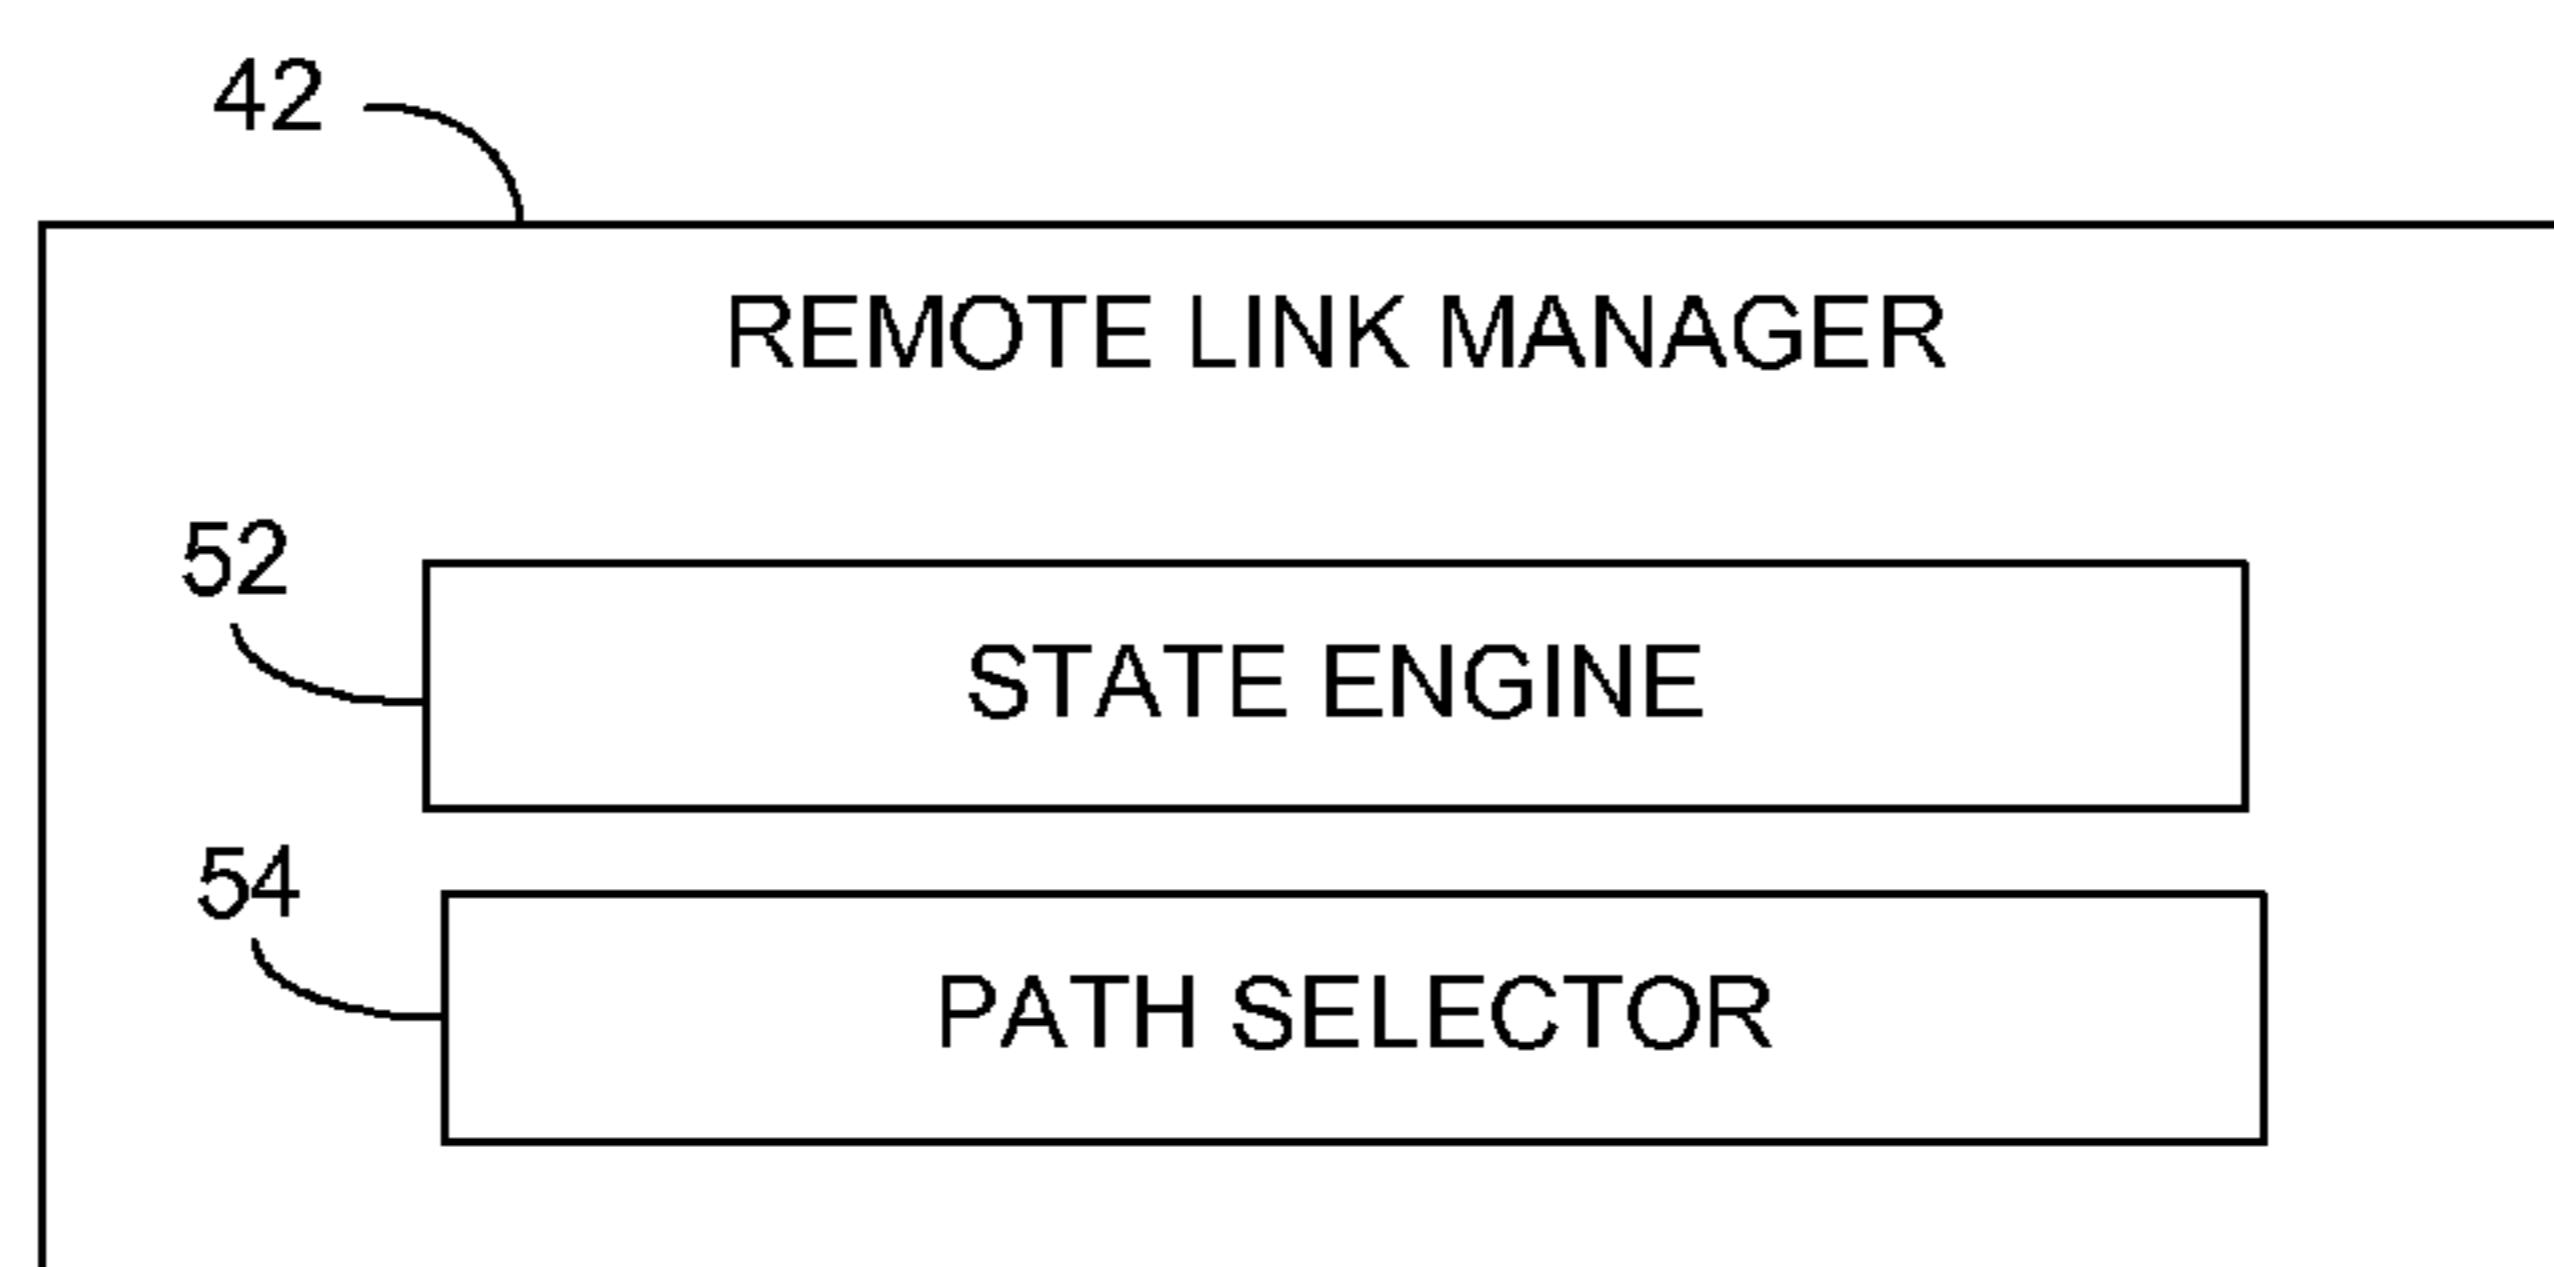 42
REMOTE LINK MANAGER
52
STATE ENGINE
54
PATH SELECTOR